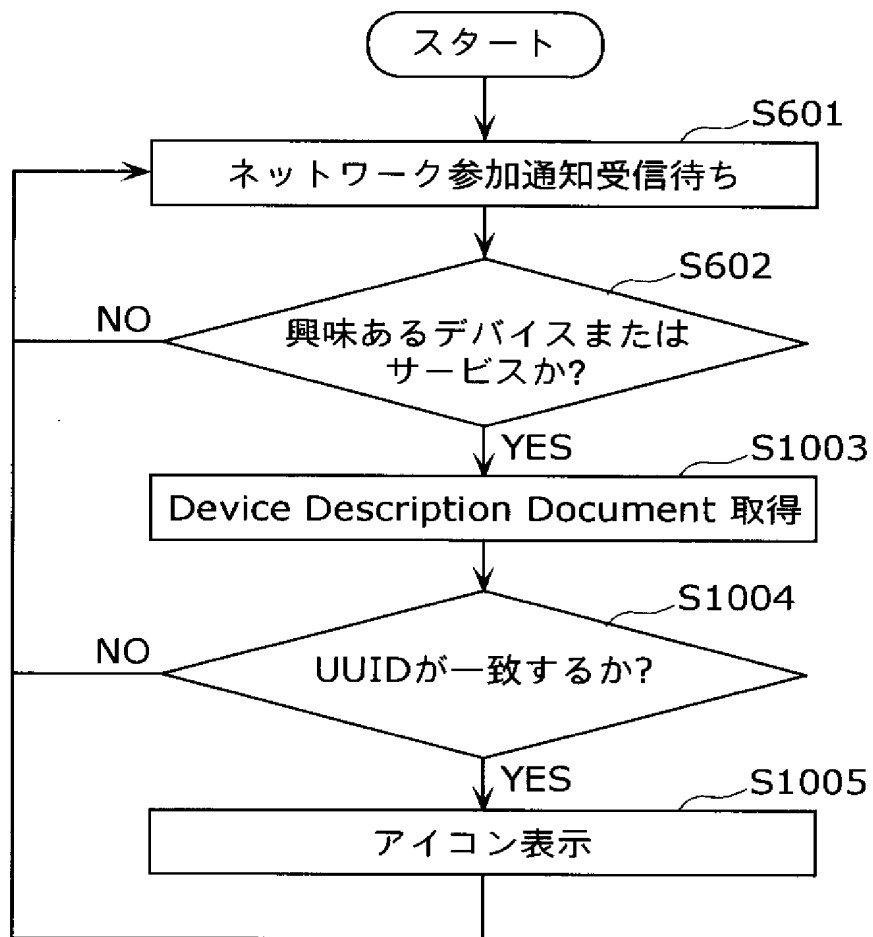 スタート
S601
ネットワーク参加通知受信待ち
S602
NO
興味あるデバイスまたは
サービスか?
YES
S1003
Device Description Document 取得
S1004
NO
UUIDが一致するか?
YES
S1005
アイコン表示